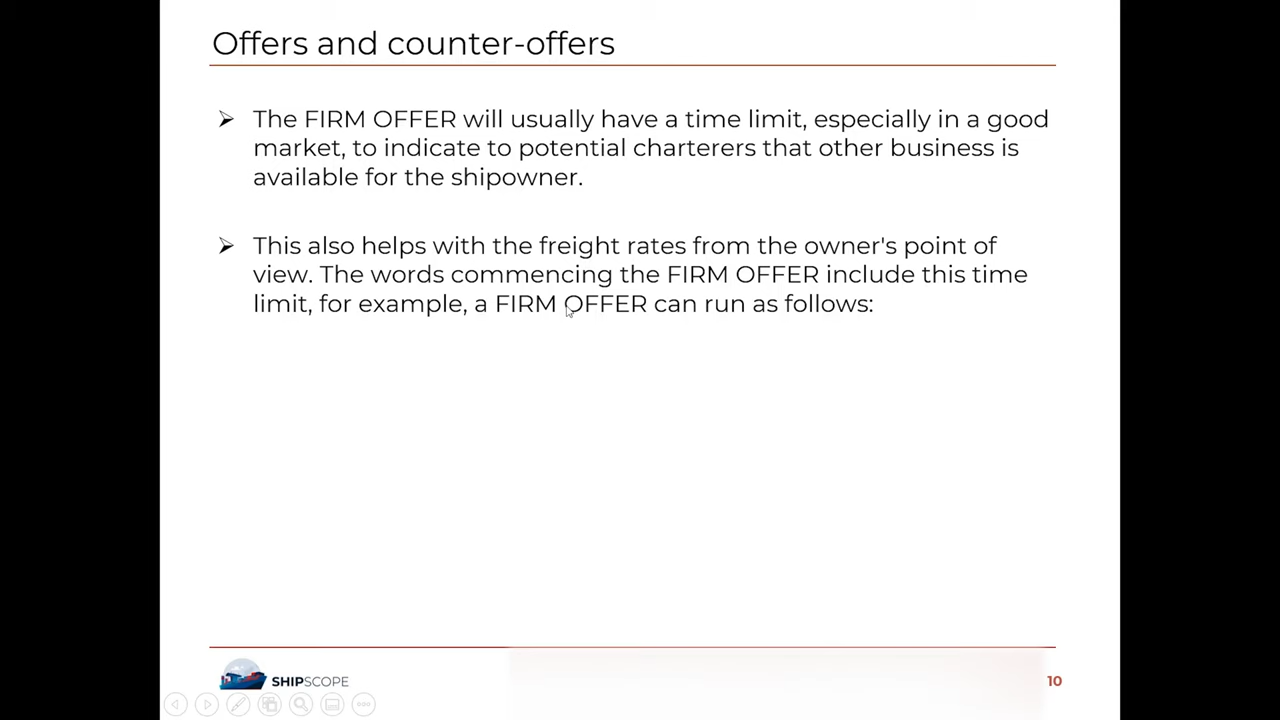 Offers and counter-offers
The FIRM OFFER will usually have a time limit, especially in a good
market, to indicate to potential charterers that other business is
available for the shipowner.
This also helps with the freight rates from the owner's point of
view. The words commencing the FIRM OFFER include this time
limit, for example, a FIRM OFFER can run as follows:
SHIPSCOPE
10